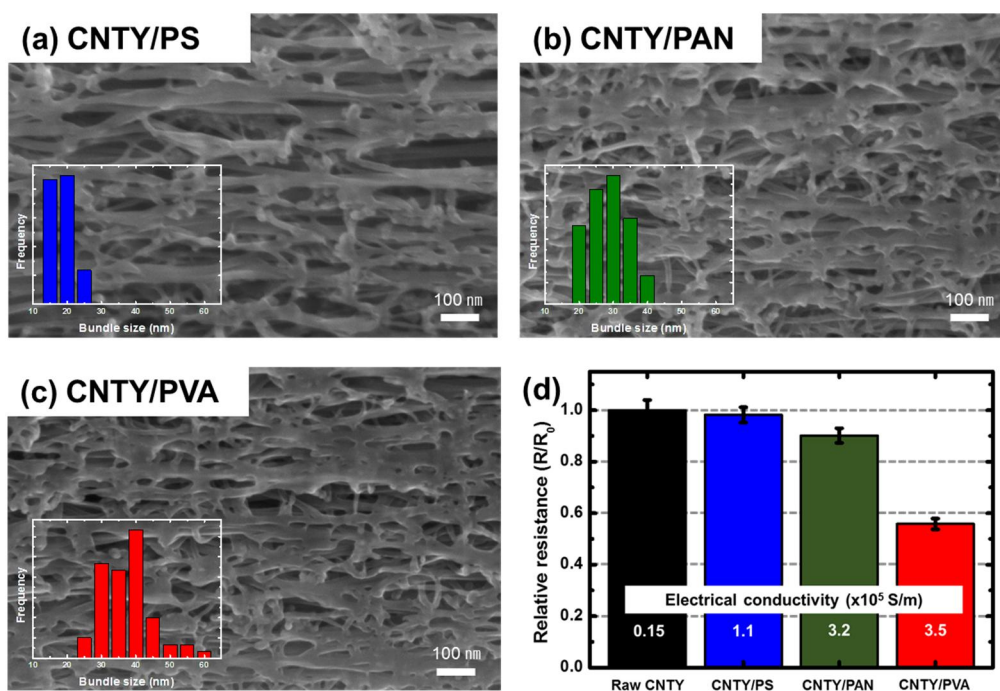 (a) CNTY/PS
Frequency
10 20 30 40 50 60
Bundle size (nm)
100 nm
(b) CNTY/PAN
Frequency
10 20 30 40 50 60
Bundle size (nm)
100 nm
(c) CNTY/PVA
Frequency
10 20 30 40 50 60
Bundle size (nm)
100 nm
(d)
Relative resistance (R/R₀)
1.0
0.8
0.6
0.4
0.2
0.0
Electrical conductivity (x10⁵ S/m)
0.15 1.1 3.2 3.5
Raw CNTY CNTY/PS CNTY/PAN CNTY/PVA